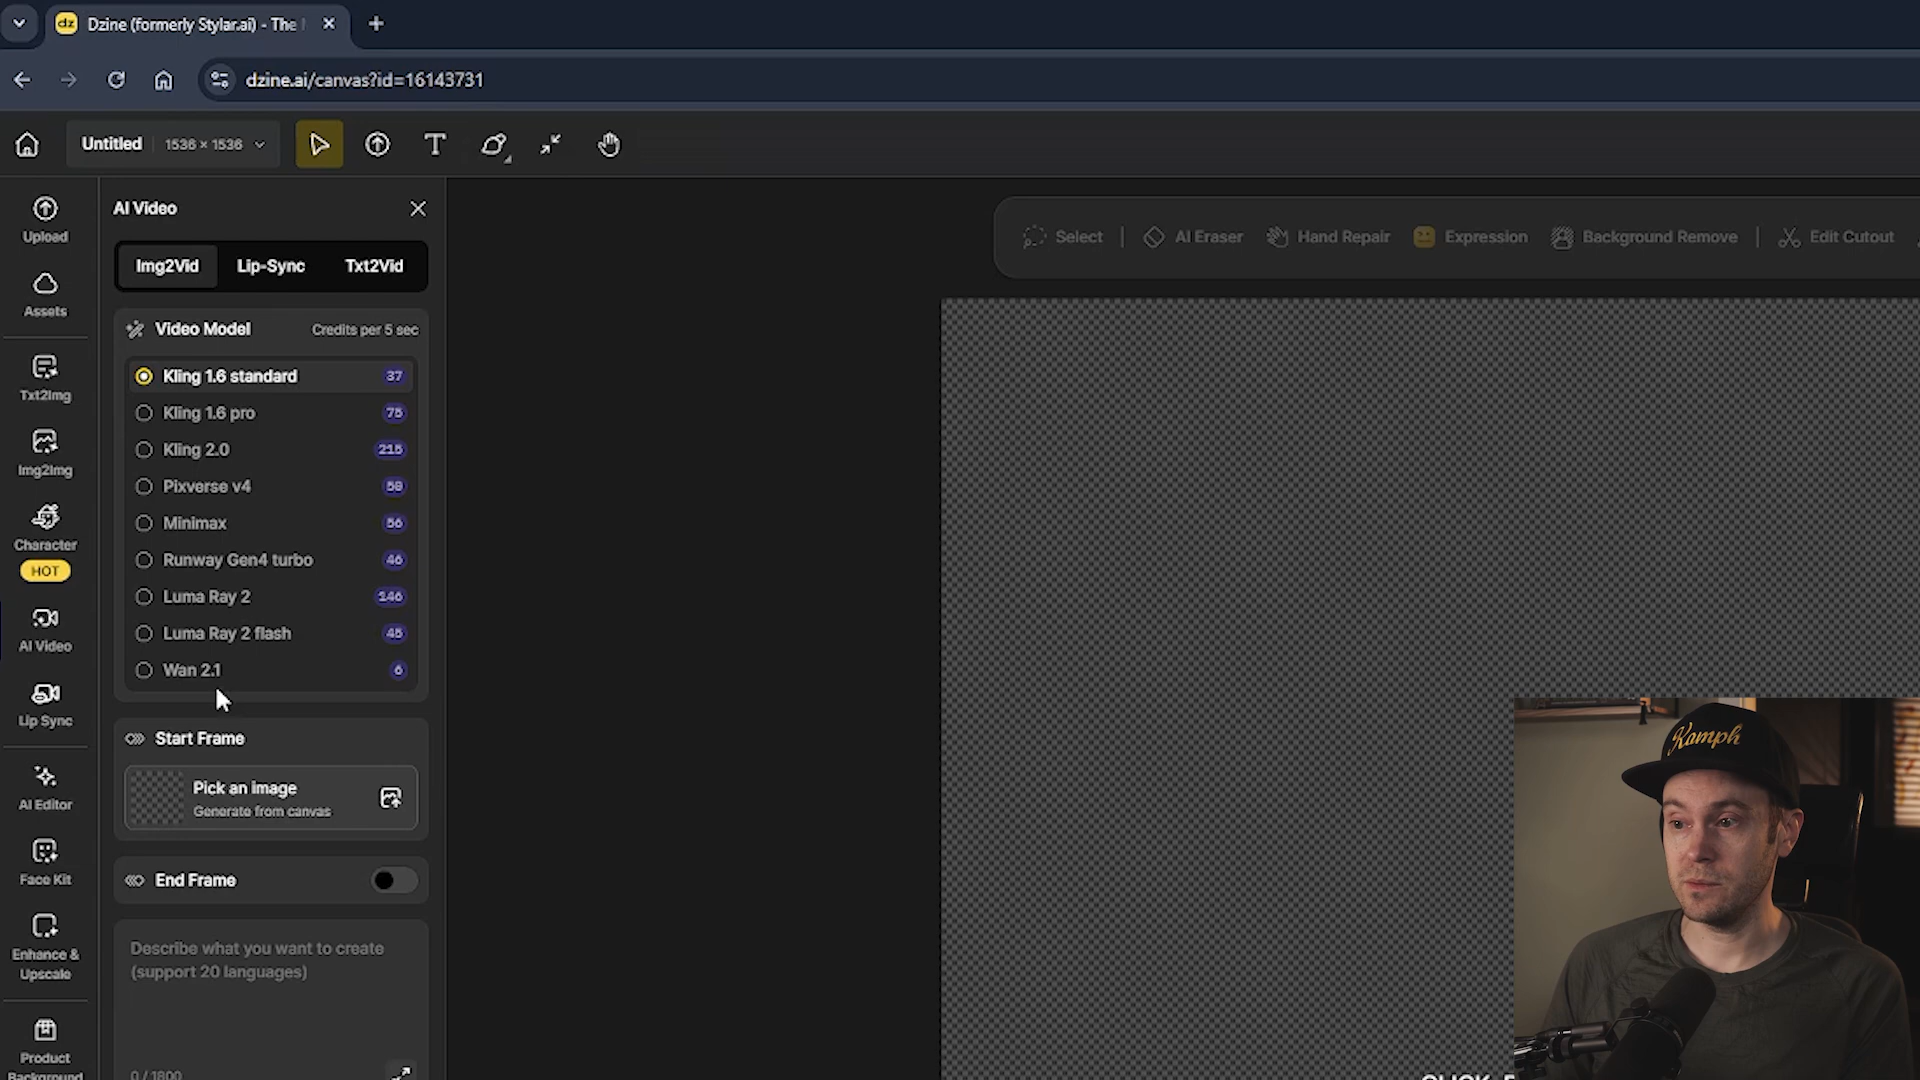 Dzine (formerly Stylar.ai) - The
dzine.ai/canvas?id=16143731
Untitled 1536 × 1536
T
Upload
Assets
Txt2Img
Img2Img
Character
HOT
AI Video
Lip Sync
AI Editor
Face Kit
Enhance &
Upscale
Product
Background
AI Video
Img2Vid Lip-Sync Txt2Vid
Video Model Credits per 5 sec
Kling 1.6 standard 37
Kling 1.6 pro 75
Kling 2.0 215
Pixverse v4
Minimax 56
Runway Gen4 turbo 46
Luma Ray 2 146
Luma Ray 2 flash 45
Wan 2.1 6
Start Frame
Pick an image
Generate from canvas
End Frame
Describe what you want to create
(support 20 languages)
0 / 1800
Select AI Eraser Hand Repair Expression Background Remove Edit Cutout
Kamph